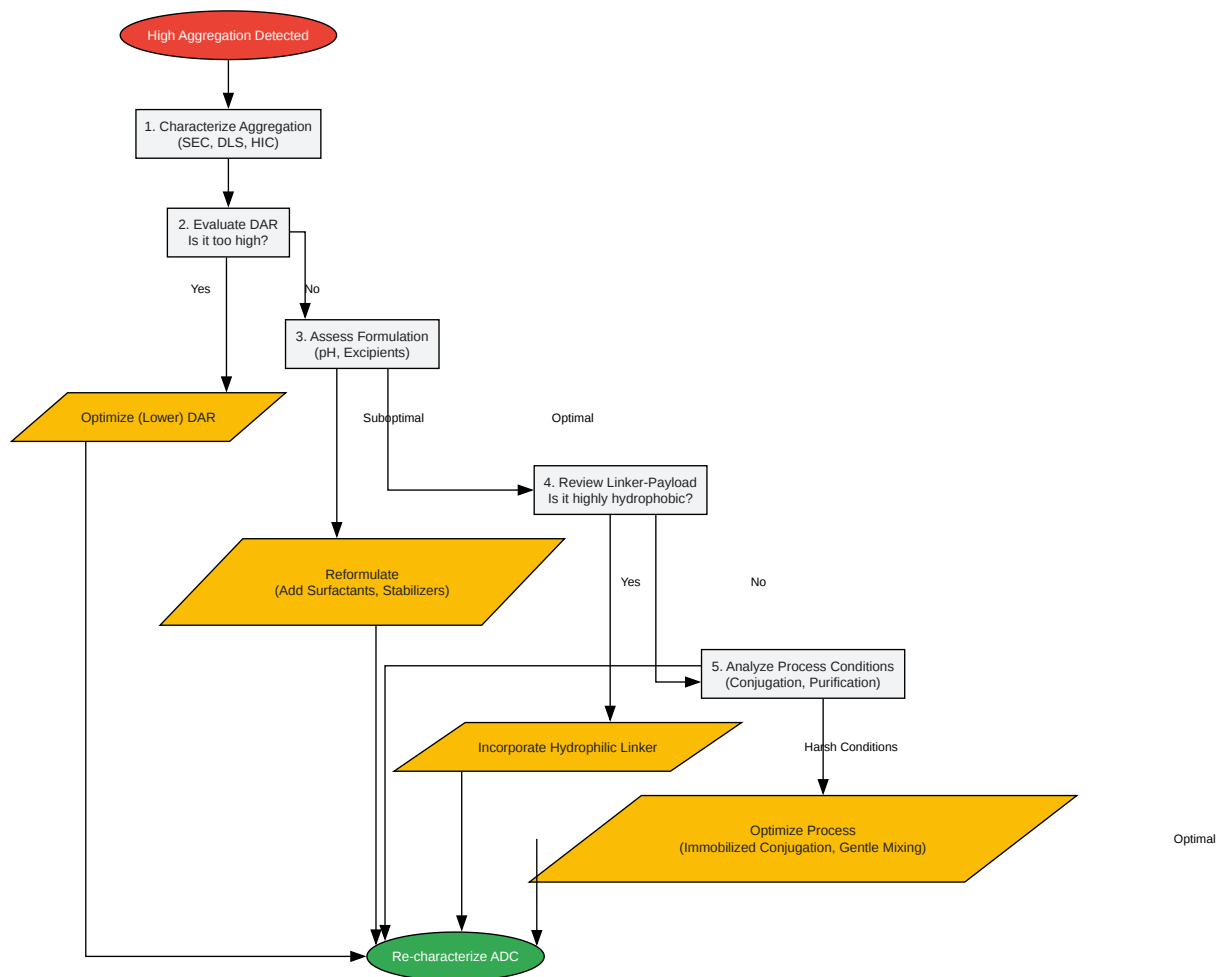 High Aggregation Detected
1. Characterize Aggregation
(SEC, DLS, HIC)
2. Evaluate DAR
Is it too high?
Yes
No
3. Assess Formulation
(pH, Excipients)
Optimize (Lower) DAR
Suboptimal
Optimal
4. Review Linker-Payload
Is it highly hydrophobic?
Reformulate
(Add Surfactants, Stabilizers)
Yes
No
5. Analyze Process Conditions
(Conjugation, Purification)
Incorporate Hydrophilic Linker
Harsh Conditions
Optimize Process
(Immobilized Conjugation, Gentle Mixing)
Optimal
Re-characterize ADC